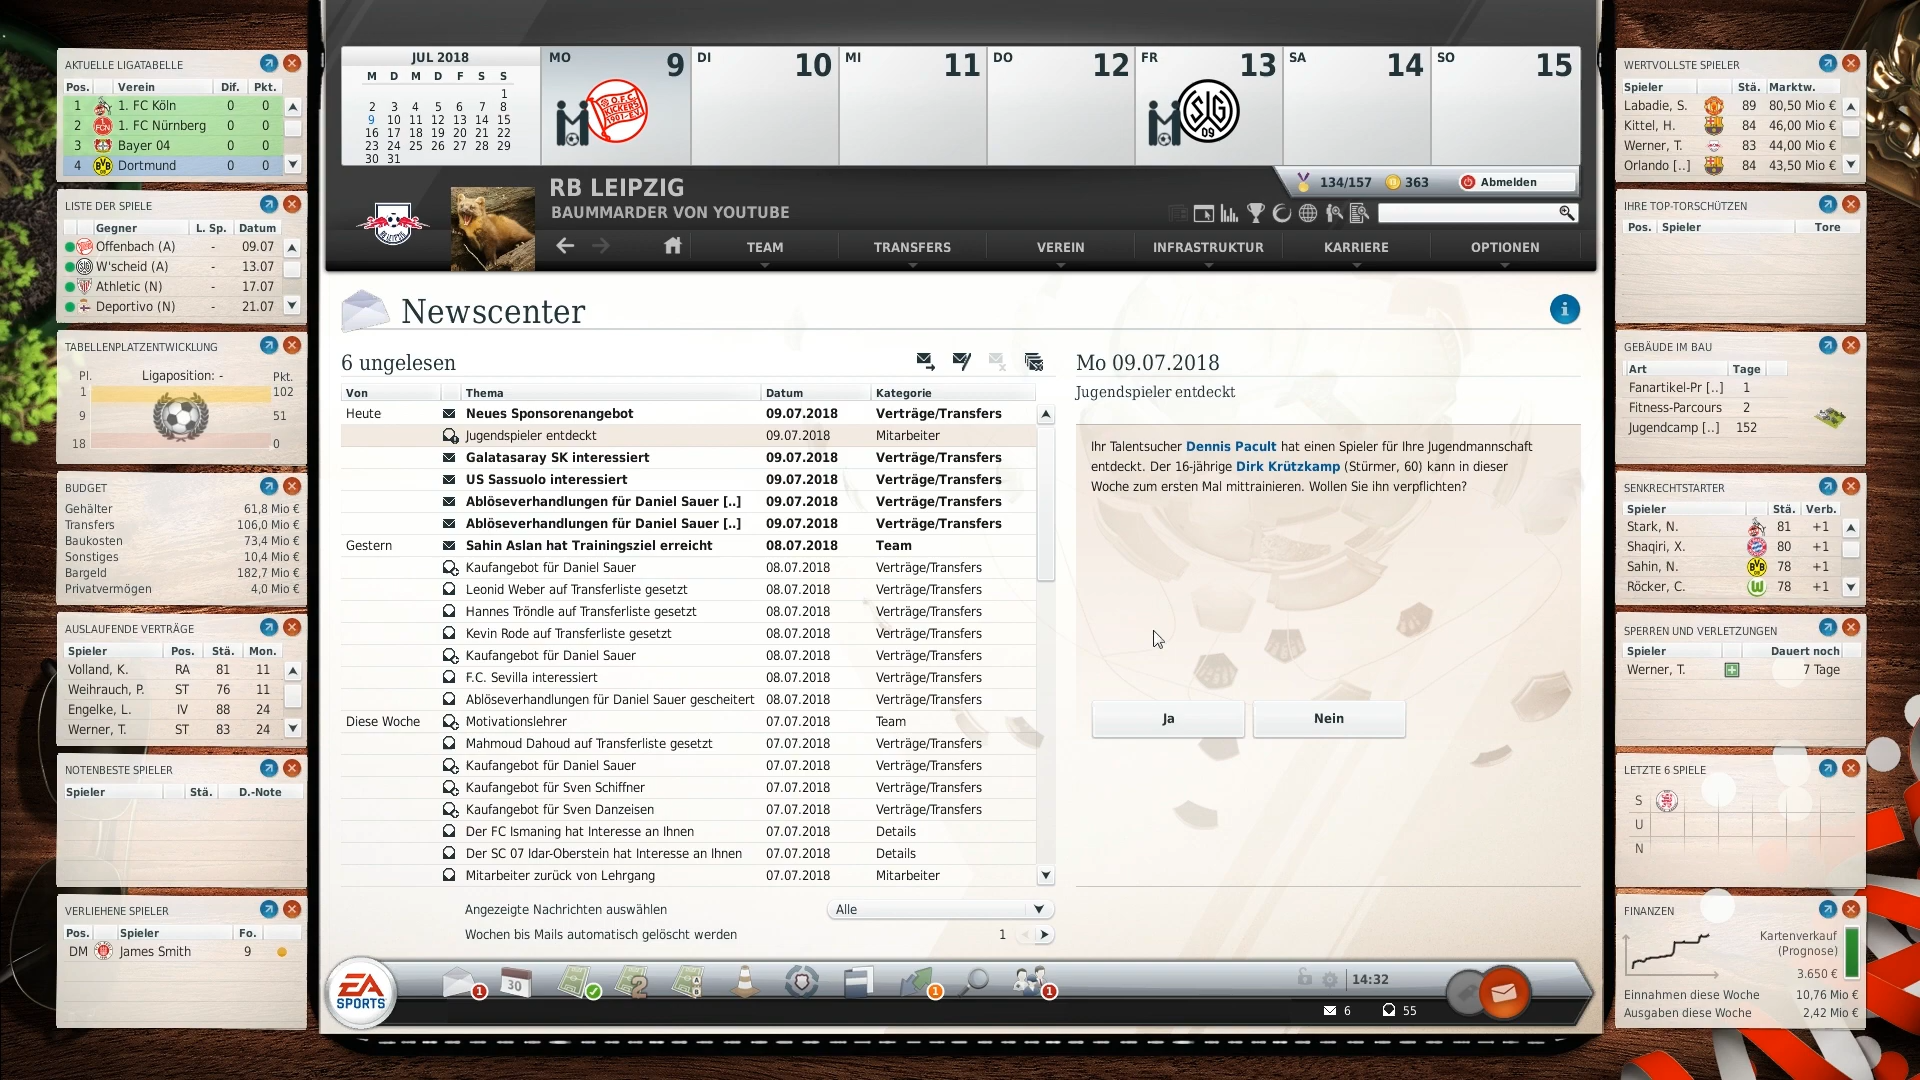 AKTUELLE LIGATABELLE
Pos. Verein Dif. Pkt.
1 1. FC Köln 0 0
2 1. FC Nürnberg 0 0
3 Bayer 04 0 0
4 Dortmund 0 0
LISTE DER SPIELE
Gegner L. Sp. Datum
Offenbach (A) - 09.07
W'scheid (A) - 13.07
Athletic (N) - 17.07
Deportivo (N) - 21.07
TABELLENPLATZENTWICKLUNG
Pl. Ligaposition: - Pkt.
1 102
9 51
18 0
BUDGET
Gehälter 61,8 Mio €
Transfers 106,0 Mio €
Baukosten 73,4 Mio €
Sonstiges 10,4 Mio €
Bargeld 182,7 Mio €
Privatvermögen 4,0 Mio €
AUSLAUFENDE VERTRÄGE
Spieler Pos. Stä. Mon.
Volland, K. RA 81 11
Weihrauch, P. ST 76 11
Engelke, L. IV 88 24
Werner, T. ST 83 24
NOTENBESTE SPIELER
Spieler Stä. D.-Note
VERLIEHENE SPIELER
Pos. Spieler Fo.
DM James Smith 9
JUL 2018
M D M D F S S
1
2 3 4 5 6 7 8
9 10 11 12 13 14 15
16 17 18 19 20 21 22
23 24 25 26 27 28 29
30 31
MO 9 DI 10 MI 11 DO 12 FR 13 SA 14 SO 15
O.F.C. KICKERS 1901 E.V.
SSG 09
134/157 363 Abmelden
RB LEIPZIG
BAUMMARDER VON YOUTUBE
TEAM TRANSFERS VEREIN INFRASTRUKTUR KARRIERE OPTIONEN
Newscenter
6 ungelesen
Von Thema Datum Kategorie
Heute Neues Sponsorenangebot 09.07.2018 Verträge/Transfers
Jugendspieler entdeckt 09.07.2018 Mitarbeiter
Galatasaray SK interessiert 09.07.2018 Verträge/Transfers
US Sassuolo interessiert 09.07.2018 Verträge/Transfers
Ablöseverhandlungen für Daniel Sauer [..] 09.07.2018 Verträge/Transfers
Ablöseverhandlungen für Daniel Sauer [..] 09.07.2018 Verträge/Transfers
Gestern Sahin Aslan hat Trainingsziel erreicht 08.07.2018 Team
Kaufangebot für Daniel Sauer 08.07.2018 Verträge/Transfers
Leonid Weber auf Transferliste gesetzt 08.07.2018 Verträge/Transfers
Hannes Tröndle auf Transferliste gesetzt 08.07.2018 Verträge/Transfers
Kevin Rode auf Transferliste gesetzt 08.07.2018 Verträge/Transfers
Kaufangebot für Daniel Sauer 08.07.2018 Verträge/Transfers
F.C. Sevilla interessiert 08.07.2018 Verträge/Transfers
Ablöseverhandlungen für Daniel Sauer gescheitert 08.07.2018 Verträge/Transfers
Diese Woche Motivationslehrer 07.07.2018 Team
Mahmoud Dahoud auf Transferliste gesetzt 07.07.2018 Verträge/Transfers
Kaufangebot für Daniel Sauer 07.07.2018 Verträge/Transfers
Kaufangebot für Sven Schiffner 07.07.2018 Verträge/Transfers
Kaufangebot für Sven Danzeisen 07.07.2018 Verträge/Transfers
Der FC Ismaning hat Interesse an Ihnen 07.07.2018 Details
Der SC 07 Idar-Oberstein hat Interesse an Ihnen 07.07.2018 Details
Mitarbeiter zurück von Lehrgang 07.07.2018 Mitarbeiter
Angezeigte Nachrichten auswählen Alle
Wochen bis Mails automatisch gelöscht werden 1
Mo 09.07.2018
Jugendspieler entdeckt
Ihr Talentsucher Dennis Pacult hat einen Spieler für Ihre Jugendmannschaft
entdeckt. Der 16-jährige Dirk Krützkamp (Stürmer, 60) kann in dieser
Woche zum ersten Mal mittrainieren. Wollen Sie ihn verpflichten?
Ja Nein
EA SPORTS
1 30 2 1 1
14:32
6 55
WERTVOLLSTE SPIELER
Spieler Stä. Marktw.
Labadie, S. 89 80,50 Mio €
Kittel, H. 84 46,00 Mio €
Werner, T. 83 44,00 Mio €
Orlando [..] 84 43,50 Mio €
IHRE TOP-TORSCHÜTZEN
Pos. Spieler Tore
GEBÄUDE IM BAU
Art Tage
Fanartikel-Pr [..] 1
Fitness-Parcours 2
Jugendcamp [..] 152
SENKRECHTSTARTER
Spieler Stä. Verb.
Stark, N. 81 +1
Shaqiri, X. 80 +1
Sahin, N. 78 +1
Röcker, C. 78 +1
SPERREN UND VERLETZUNGEN
Spieler Dauert noch
Werner, T. 7 Tage
LETZTE 6 SPIELE
S
U
N
FINANZEN
Kartenverkauf
(Prognose)
3.650 €
Einnahmen diese Woche 10,76 Mio €
Ausgaben diese Woche 2,42 Mio €